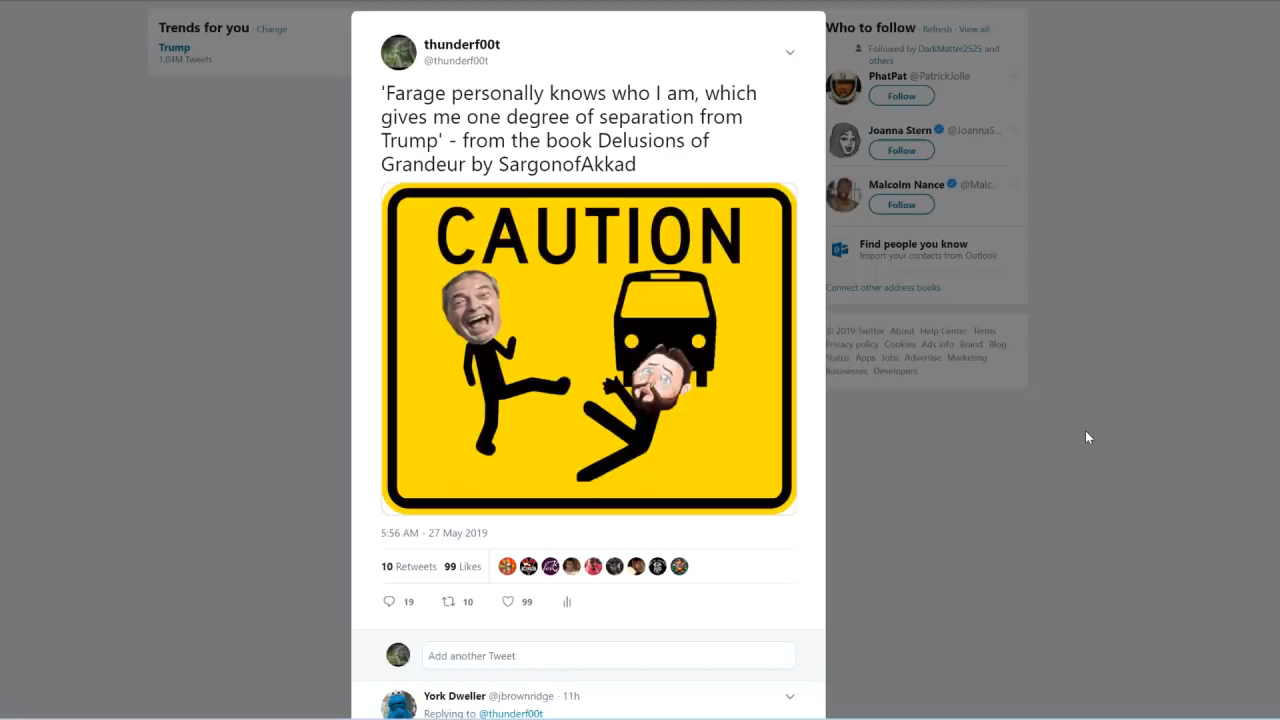 Trends for you · Change
Trump
1.04M Tweets
thunderf00t
@thunderf00t
'Farage personally knows who I am, which
gives me one degree of separation from
Trump' - from the book Delusions of
Grandeur by SargonofAkkad
CAUTION
5:56 AM - 27 May 2019
10 Retweets 99 Likes
19 10 99
Add another Tweet
York Dweller @jbrownridge · 11h
Replying to @thunderf00t
Who to follow · Refresh · View all
Followed by DarkMatter2525 and
others
PhatPat @PatrickJolle
Follow
Joanna Stern @JoannaS...
Follow
Malcolm Nance @Malc...
Follow
Find people you know
Import your contacts from Outlook
Connect other address books
© 2019 Twitter About Help Center Terms
Privacy policy Cookies Ads info Brand Blog
Status Apps Jobs Advertise Marketing
Businesses Developers